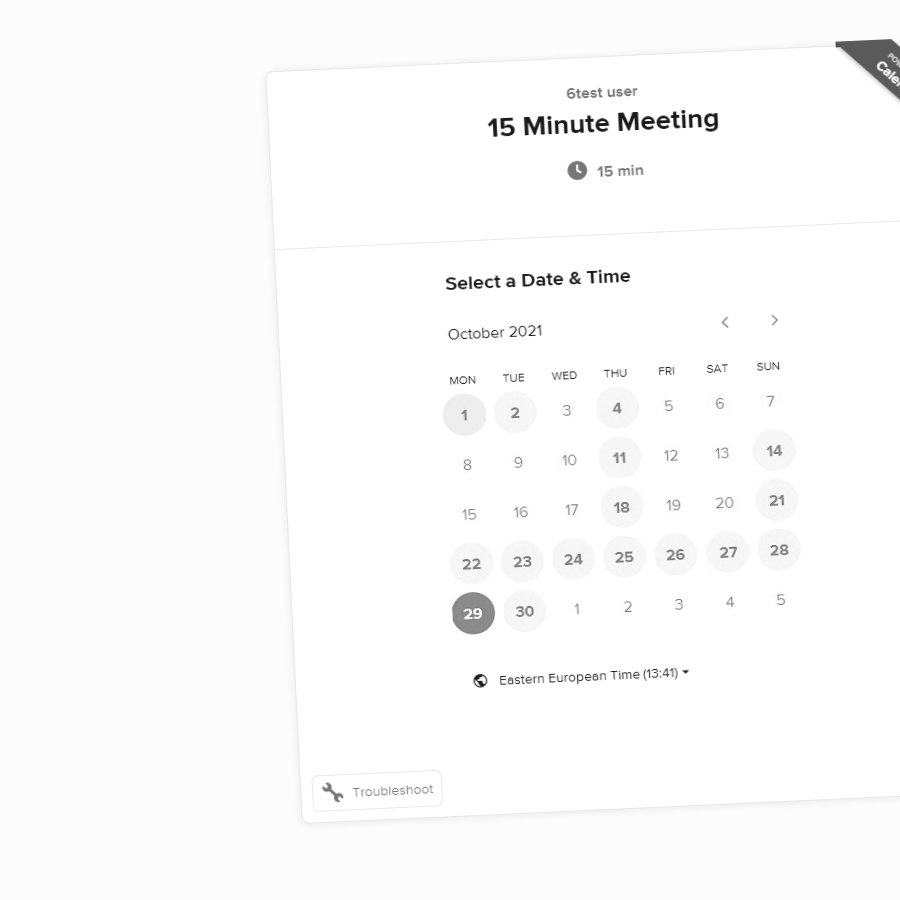 6test user
15 Minute Meeting
15 min
Select a Date & Time
October 2021
MON TUE WED THU FRI SAT SUN
1 2 3 4 5 6 7
8 9 10 11 12 13 14
15 16 17 18 19 20 21
22 23 24 25 26 27 28
29 30 1 2 3 4 5
Eastern European Time (13:41)
Troubleshoot